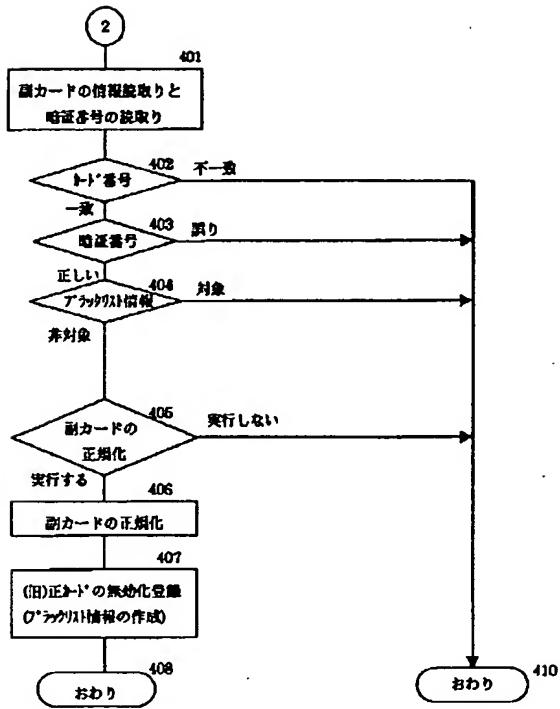 2
401
副カードの情報読取りと
暗証番号の読取り
402
カード番号
不一致
一致
403
暗証番号
誤り
正しい
404
ブラックリスト情報
対象
非対象
405
副カードの
正規化
実行しない
実行する
406
副カードの正規化
407
(旧)正カードの無効化登録
(ブラックリスト情報の作成)
408
おわり
おわり
410